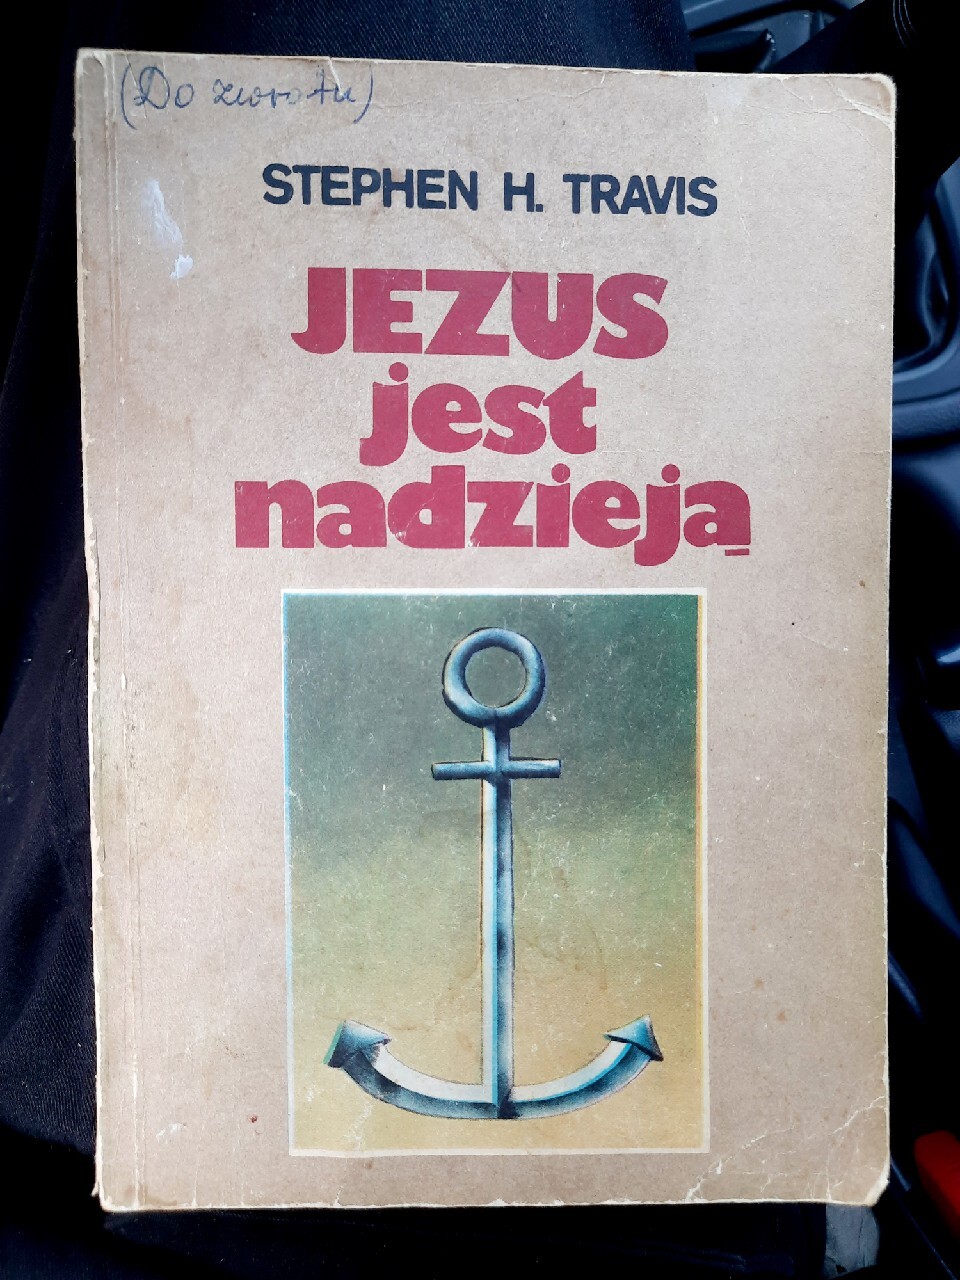 (Do zwrotu)
STEPHEN H. TRAVIS
JEZUS
jest
nadzieją